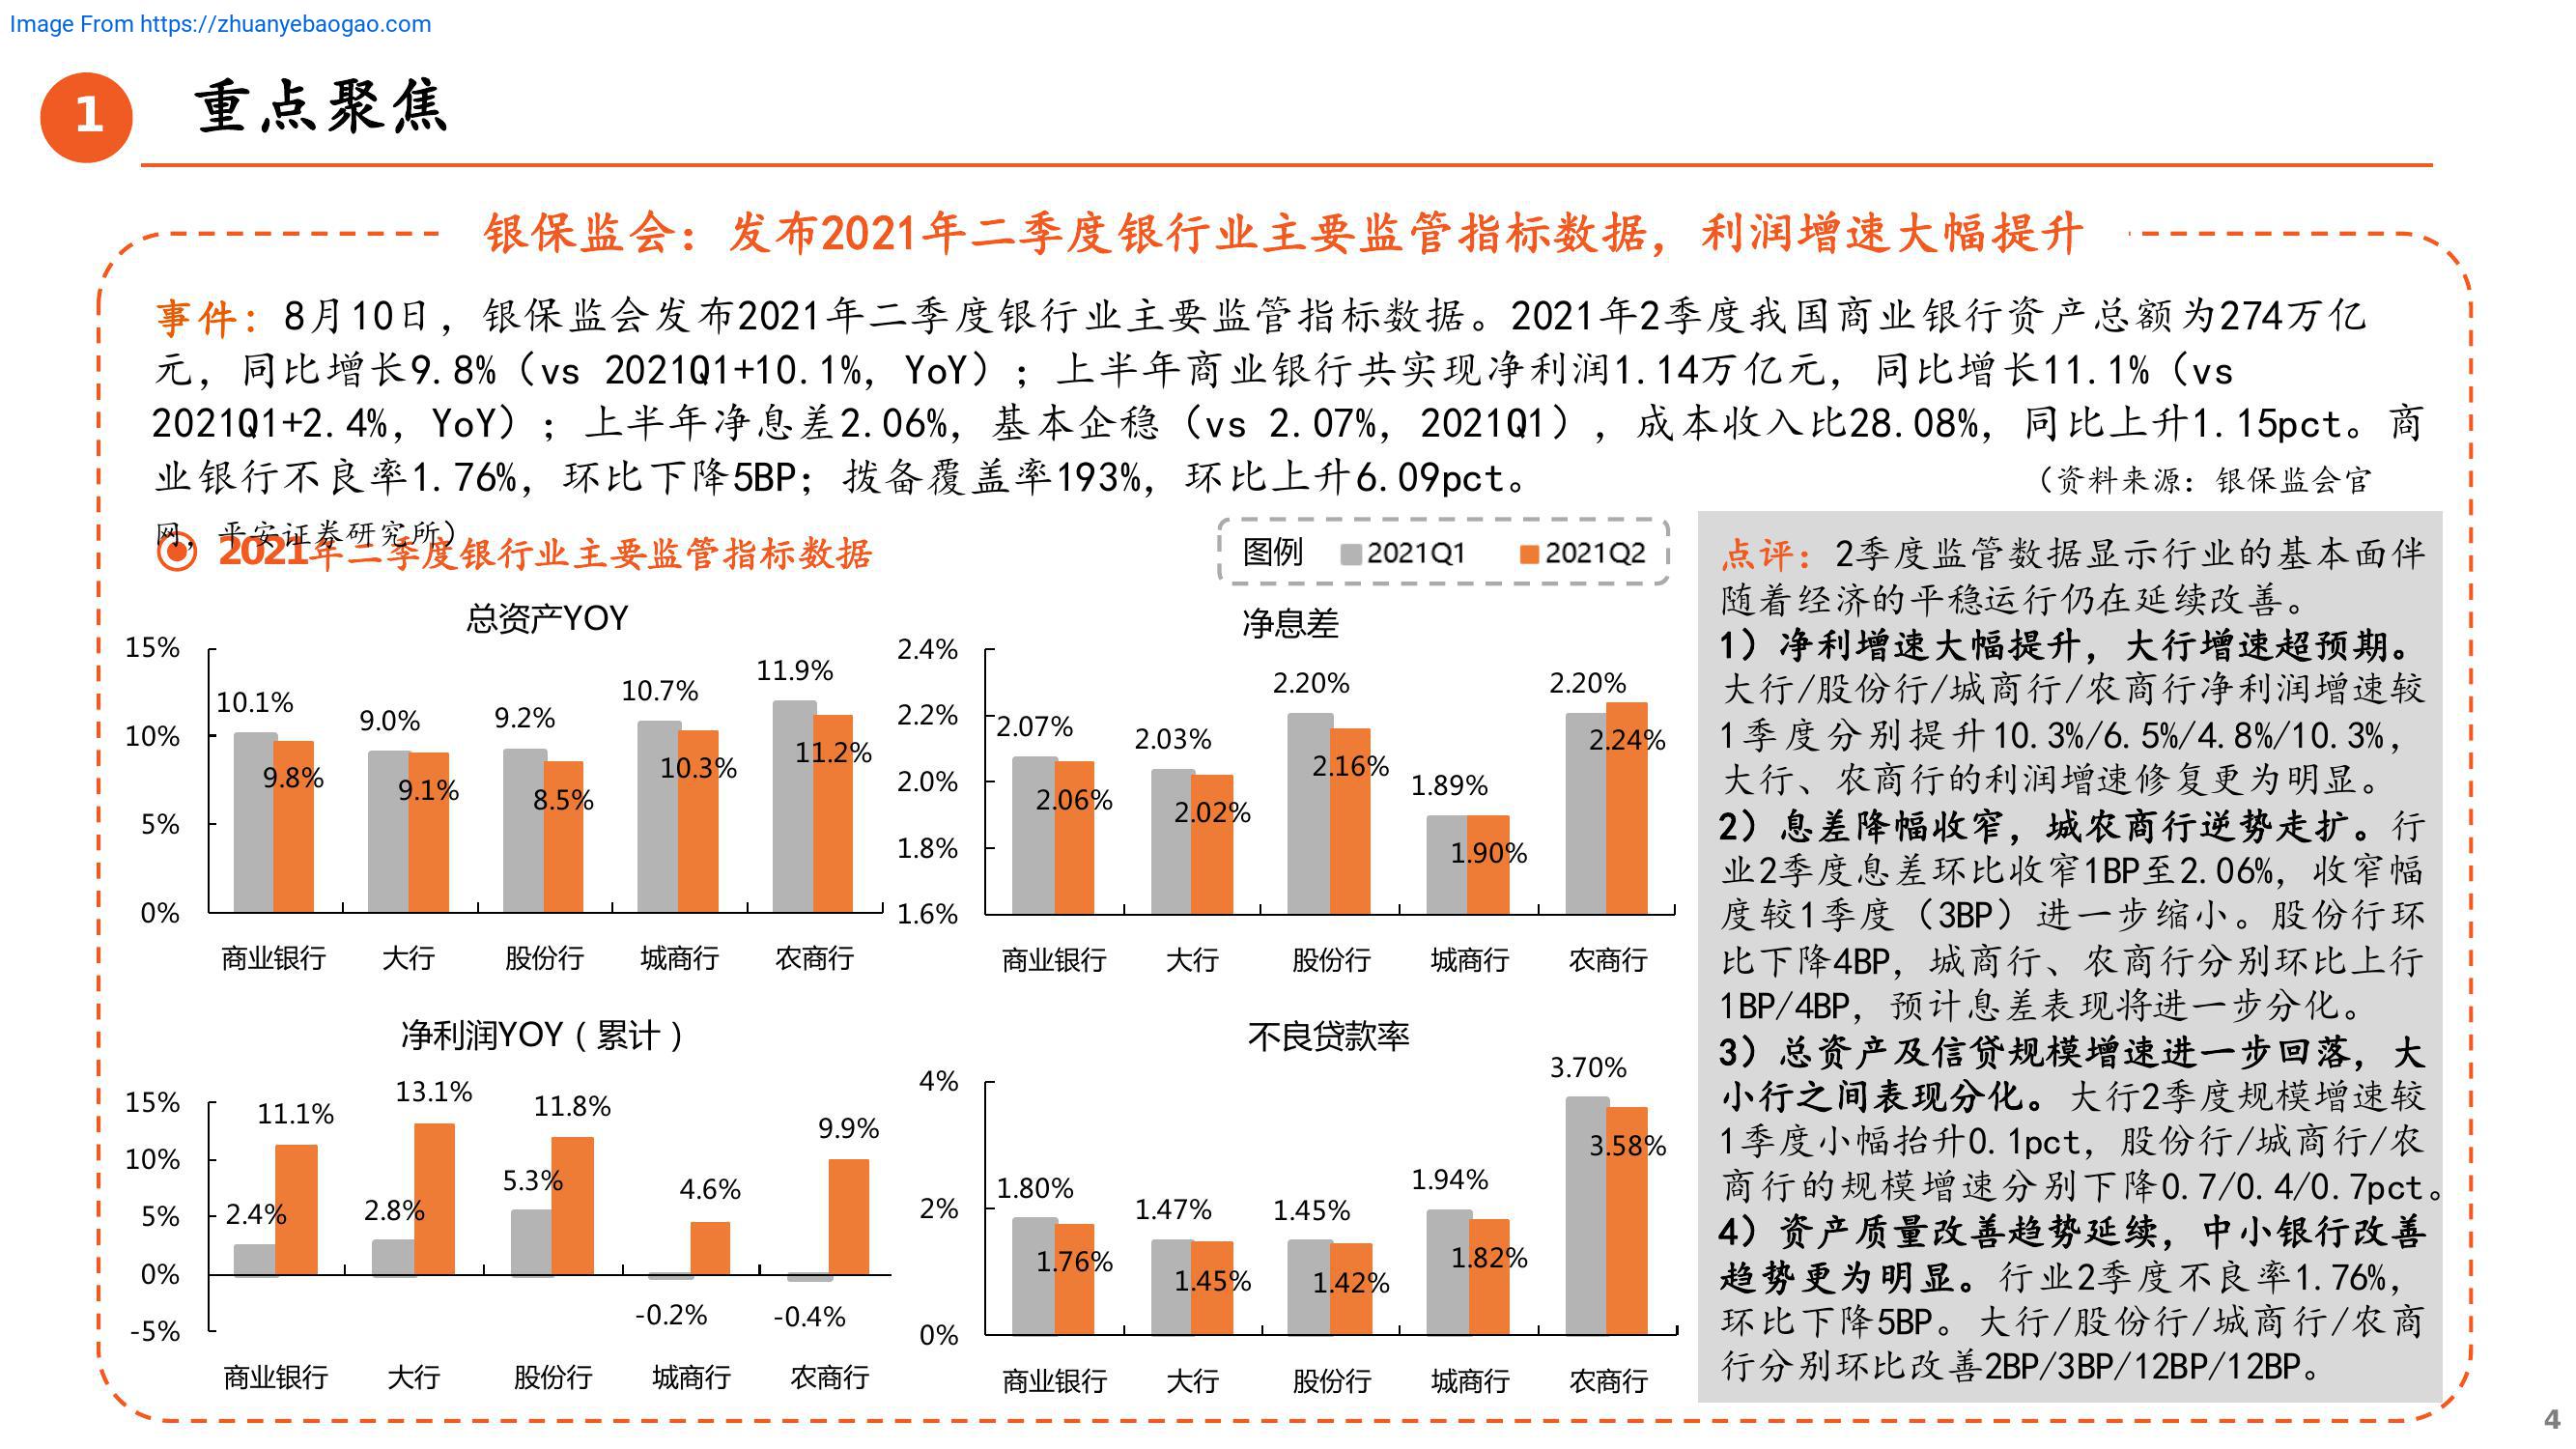 Image From https://zhuanyebaogao.com
1
重点聚焦
银保监会：发布2021年二季度银行业主要监管指标数据，利润增速大幅提升
事件：8月10日，银保监会发布2021年二季度银行业主要监管指标数据。2021年2季度我国商业银行资产总额为274万亿
元，同比增长9.8%（vs 2021Q1+10.1%, YoY）；上半年商业银行共实现净利润1.14万亿元，同比增长11.1%（vs
2021Q1+2.4%, YoY）；上半年净息差2.06%，基本企稳（vs 2.07%, 2021Q1），成本收入比28.08%，同比上升1.15pct。商
业银行不良率1.76%，环比下降5BP；拨备覆盖率193%，环比上升6.09pct。
（资料来源：银保监会官
网，平安证券研究所）
2021年二季度银行业主要监管指标数据
图例 2021Q1 2021Q2
总资产YOY
15%
10%
5%
0%
10.1% 9.0% 9.2% 10.7% 11.9%
9.8% 9.1% 8.5% 10.3% 11.2%
商业银行 大行 股份行 城商行 农商行
净息差
2.4%
2.2%
2.0%
1.8%
1.6%
2.07% 2.03% 2.20% 1.89% 2.20%
2.06% 2.02% 2.16% 1.90% 2.24%
商业银行 大行 股份行 城商行 农商行
净利润YOY（累计）
15%
10%
5%
0%
-5%
11.1% 13.1% 11.8% 4.6% 9.9%
2.4% 2.8% 5.3% -0.2% -0.4%
商业银行 大行 股份行 城商行 农商行
不良贷款率
4%
2%
0%
1.80% 1.47% 1.45% 1.94% 3.70%
1.76% 1.45% 1.42% 1.82% 3.58%
商业银行 大行 股份行 城商行 农商行
点评：2季度监管数据显示行业的基本面伴
随着经济的平稳运行仍在延续改善。
1）净利增速大幅提升，大行增速超预期。
大行/股份行/城商行/农商行净利润增速较
1季度分别提升10.3%/6.5%/4.8%/10.3%，
大行、农商行的利润增速修复更为明显。
2）息差降幅收窄，城农商行逆势走扩。行
业2季度息差环比收窄1BP至2.06%，收窄幅
度较1季度（3BP）进一步缩小。股份行环
比下降4BP，城商行、农商行分别环比上行
1BP/4BP，预计息差表现将进一步分化。
3）总资产及信贷规模增速进一步回落，大
小行之间表现分化。大行2季度规模增速较
1季度小幅抬升0.1pct，股份行/城商行/农
商行的规模增速分别下降0.7/0.4/0.7pct。
4）资产质量改善趋势延续，中小银行改善
趋势更为明显。行业2季度不良率1.76%，
环比下降5BP。大行/股份行/城商行/农商
行分别环比改善2BP/3BP/12BP/12BP。
4